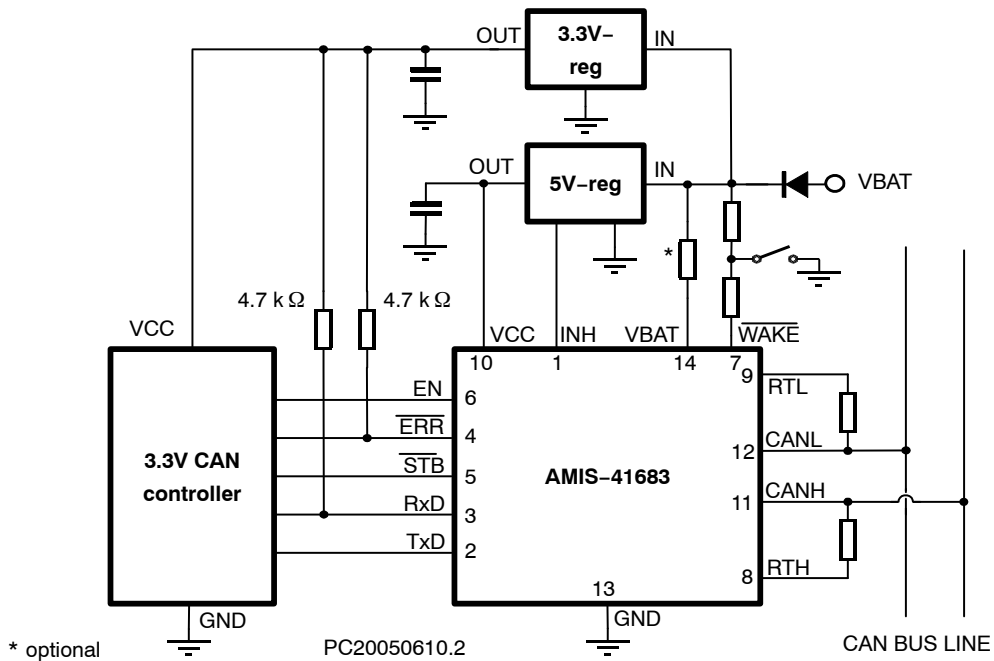 OUT
3.3V−
reg
IN
OUT
5V−reg
IN
VBAT
*
4.7 k Ω
4.7 k Ω
VCC
VCC
INH
VBAT
WAKE
10
1
14
7
9
RTL
EN
6
ERR
4
12
CANL
3.3V CAN
controller
STB
5
AMIS−41683
RxD
3
11
CANH
TxD
2
8
RTH
13
GND
GND
* optional
PC20050610.2
CAN BUS LINE